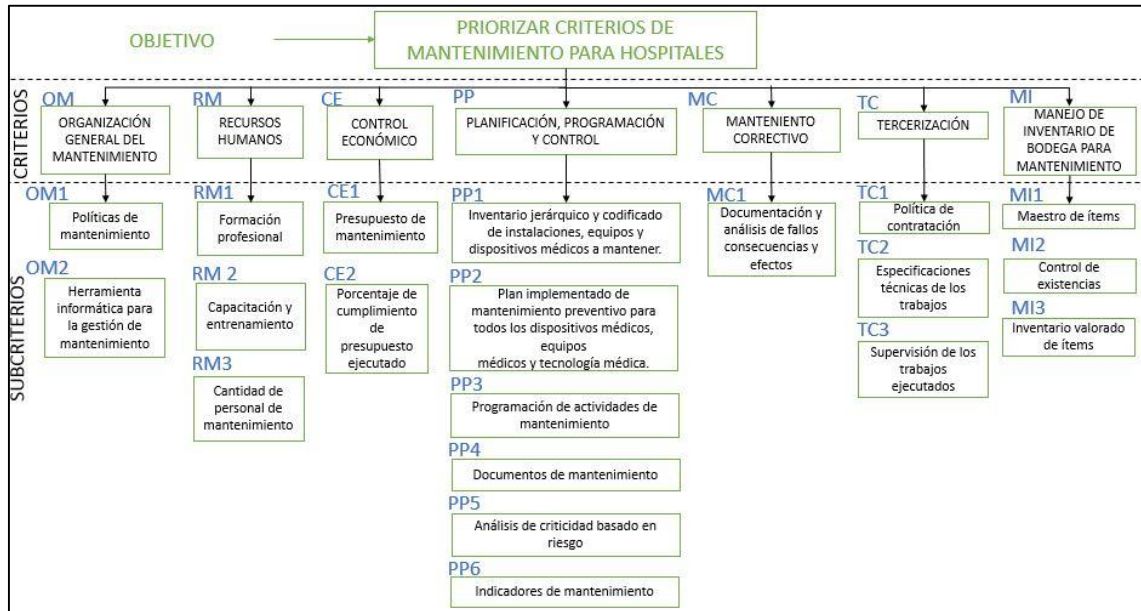 OBJETIVO
PRIORIZAR CRITERIOS DE
MANTENIMIENTO PARA HOSPITALES
CRITERIOS
OM
ORGANIZACIÓN
GENERAL DEL
MANTENIMIENTO
RM
RECURSOS
HUMANOS
CE
CONTROL
ECONÓMICO
PP
PLANIFICACIÓN, PROGRAMACIÓN
Y CONTROL
MC
MANTENIENTO
CORRECTIVO
TC
TERCERIZACIÓN
MI
MANEJO DE
INVENTARIO DE
BODEGA PARA
MANTENIMIENTO
SUBCRITERIOS
OM1
Políticas de
mantenimiento
OM2
Herramienta
informática para
la gestión de
mantenimiento
RM1
Formación
profesional
RM 2
Capacitación y
entrenamiento
RM3
Cantidad de
personal de
mantenimiento
CE1
Presupuesto de
mantenimiento
CE2
Porcentaje de
cumplimiento de
presupuesto
ejecutado
PP1
Inventario jerárquico y codificado
de instalaciones, equipos y
dispositivos médicos a mantener.
PP2
Plan implementado de
mantenimiento preventivo para
todos los dispositivos médicos,
equipos
médicos y tecnología médica.
PP3
Programación de actividades de
mantenimiento
PP4
Documentos de mantenimiento
PP5
Análisis de criticidad basado en
riesgo
PP6
Indicadores de mantenimiento
MC1
Documentación y
análisis de fallos
consecuencias y
efectos
TC1
Política de
contratación
TC2
Especificaciones
técnicas de los
trabajos
TC3
Supervisión de los
trabajos
ejecutados
MI1
Maestro de ítems
MI2
Control de
existencias
MI3
Inventario valorado
de ítems